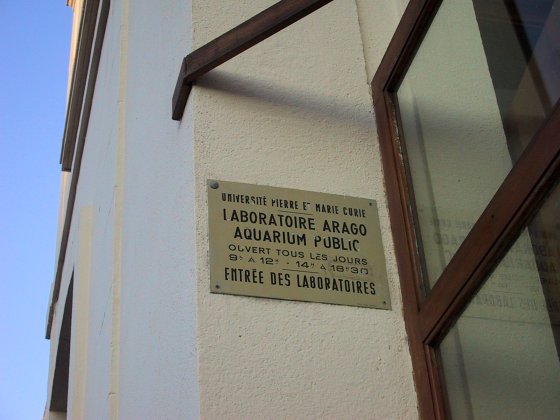 UNIVERSITÉ PIERRE ET MARIE CURIE
LABORATOIRE ARAGO
AQUARIUM PUBLIC
OUVERT TOUS LES JOURS
9H À 12H - 14H À 18H30
ENTRÉE DES LABORATOIRES